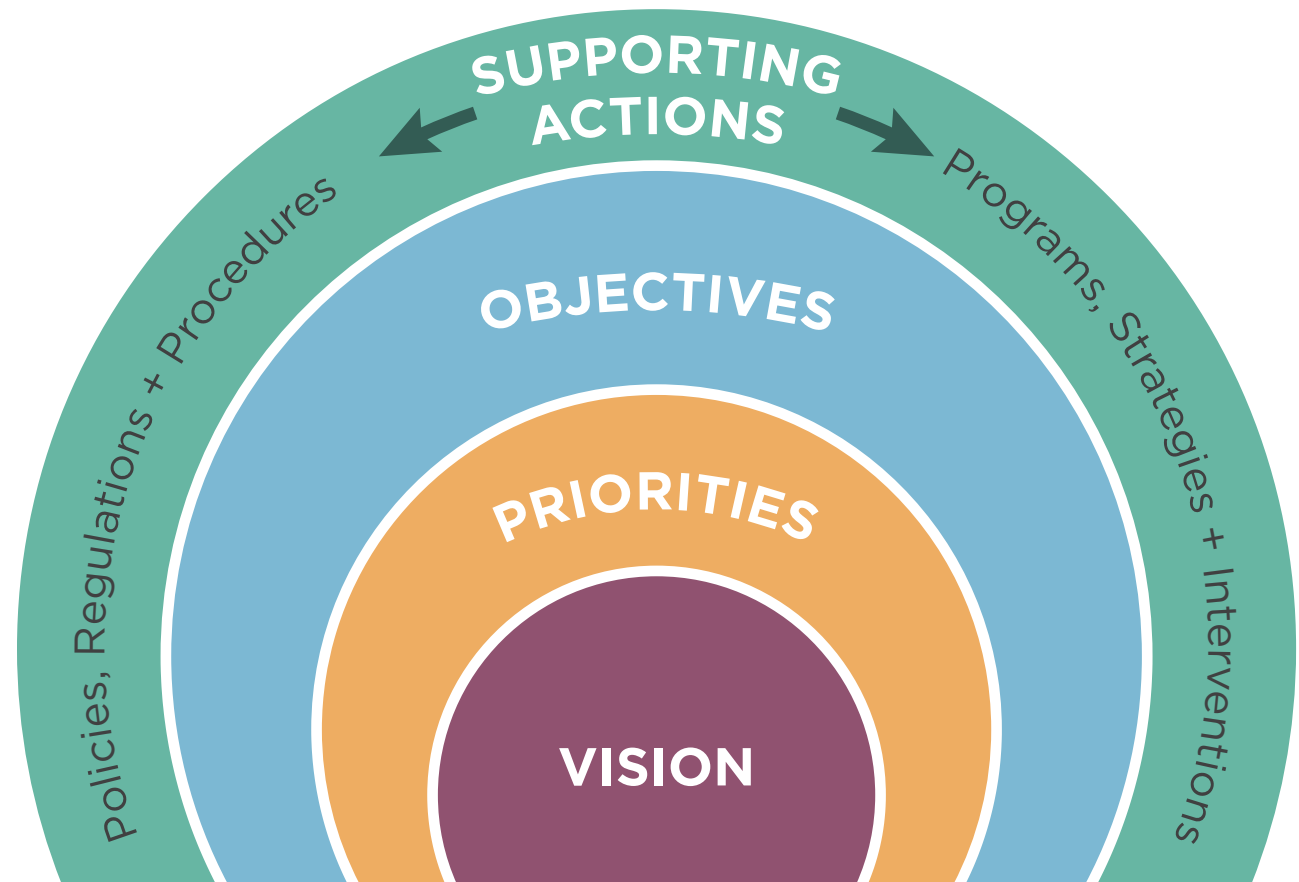 SUPPORTING
ACTIONS
Policies, Regulations + Procedures
Programs, Strategies + Interventions
OBJECTIVES
PRIORITIES
VISION